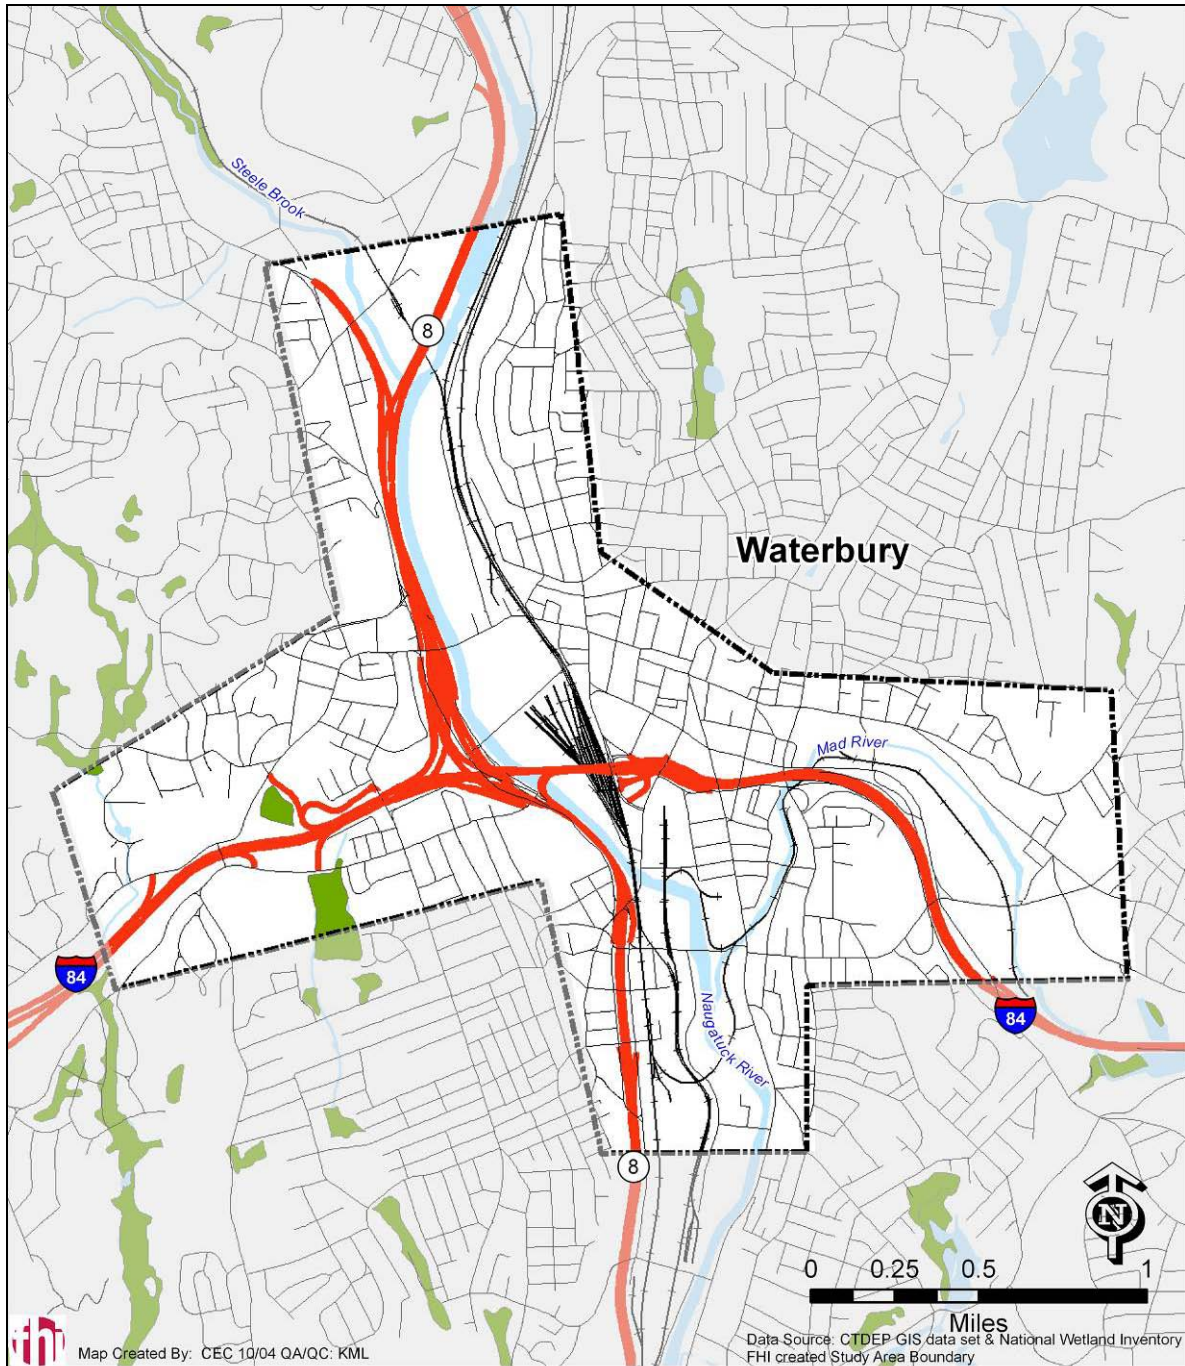 Steele Brook
8
Waterbury
Mad River
84
84
Naugatuck River
8
N
0 0.25 0.5 1
Miles
fhi
Map Created By: CEC 10/04 QA/QC: KML
Data Source: CTDEP GIS data set & National Wetland Inventory
FHI created Study Area Boundary